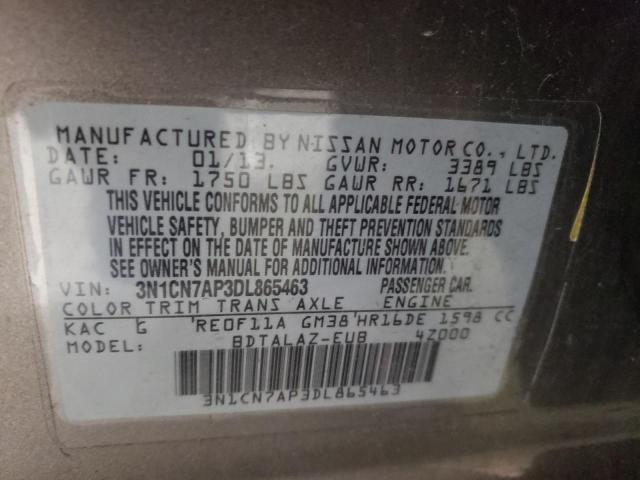 MANUFACTURED BY NISSAN MOTOR CO., LTD.
DATE: 01/13. GVWR: 3389 LBS
GAWR FR: 1750 LBS GAWR RR: 1671 LBS
THIS VEHICLE CONFORMS TO ALL APPLICABLE FEDERAL MOTOR
VEHICLE SAFETY, BUMPER AND THEFT PREVENTION STANDARDS
IN EFFECT ON THE DATE OF MANUFACTURE SHOWN ABOVE.
SEE OWNER'S MANUAL FOR ADDITIONAL INFORMATION.
VIN: 3N1CN7AP3DL865463 PASSENGER CAR.
COLOR TRIM TRANS AXLE ENGINE
KAC G 'RE0F11A GM38'HR16DE 1598 CC
MODEL: BDTALAZ-EUB 4Z000
3N1CN7AP3DL865463